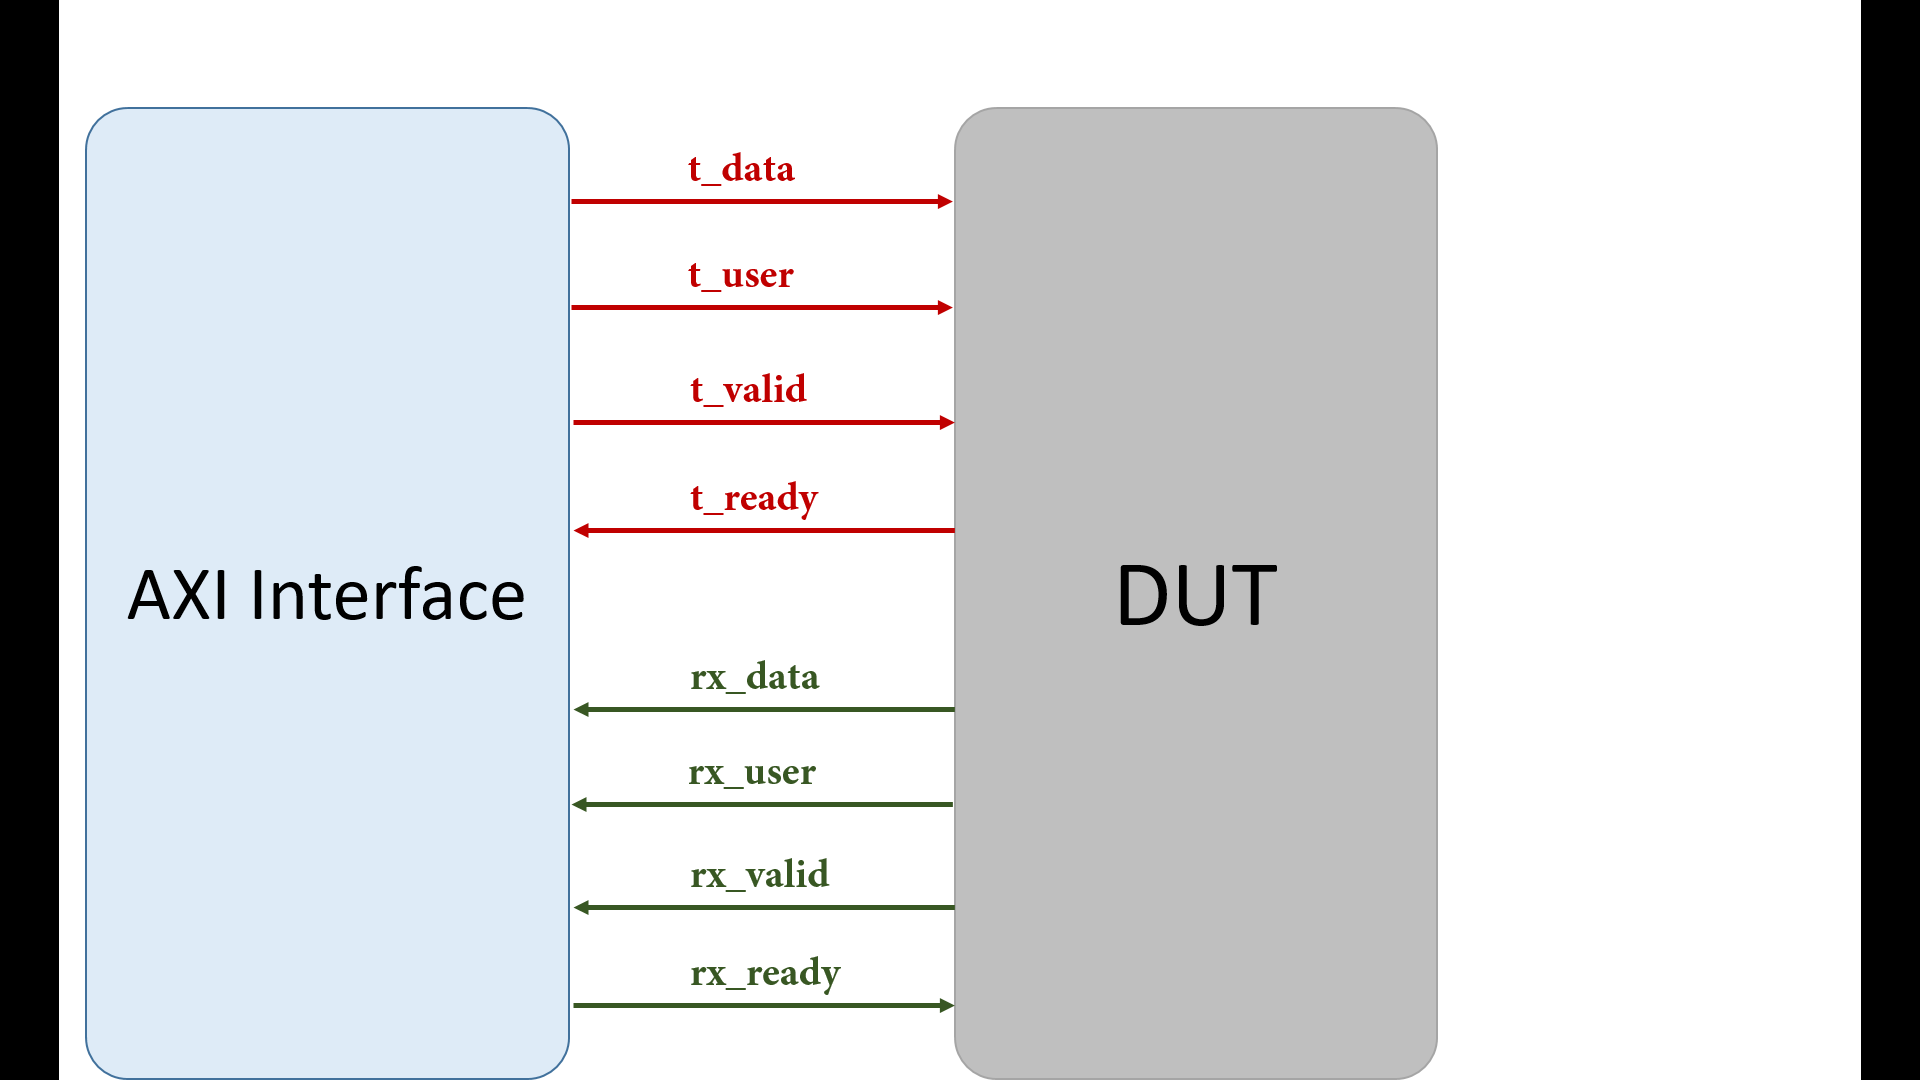 t_data
t_user
t_valid
t_ready
AXI Interface
DUT
rx_data
rx_user
rx_valid
rx_ready